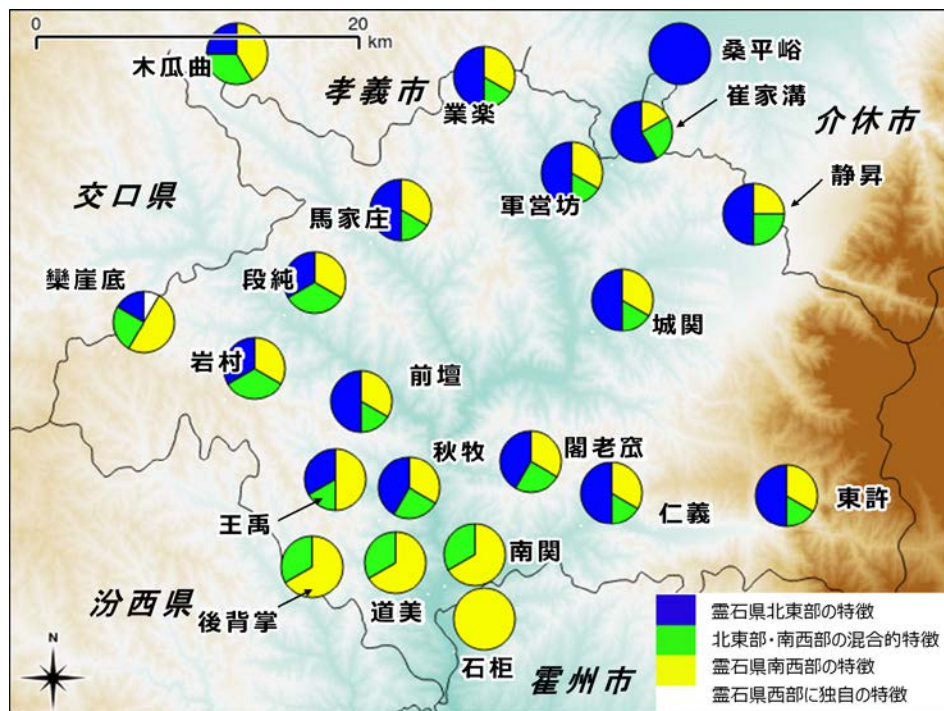 0
20
km
木瓜曲
孝義市
業楽
桑平峪
崔家溝
介休市
静昇
交口県
馬家庄
軍営坊
欒崖底
段純
城関
岩村
前壇
秋牧
閣老窊
王禹
仁義
東許
南関
汾西県
後背掌
道美
石柜
霍州市
N
霊石県北東部の特徴
北東部・南西部の混合的特徴
霊石県南西部の特徴
霊石県西部に独自の特徴